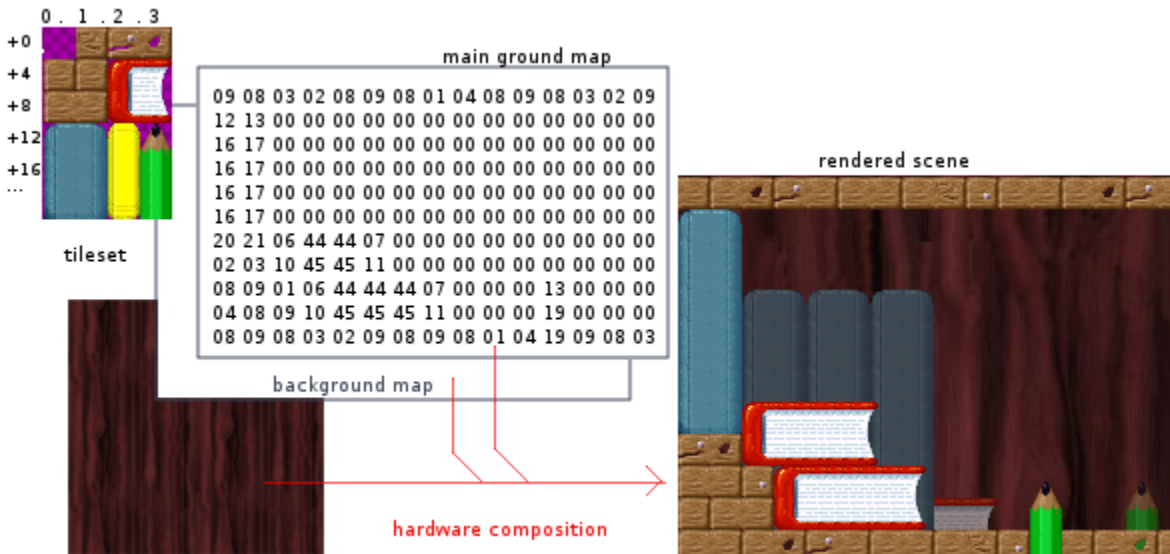 0 . 1 . 2 . 3
+0
+4
+8
+12
+16
...
tileset
main ground map
09 08 03 02 08 09 08 01 04 08 09 08 03 02 09
12 13 00 00 00 00 00 00 00 00 00 00 00 00 00
16 17 00 00 00 00 00 00 00 00 00 00 00 00 00
16 17 00 00 00 00 00 00 00 00 00 00 00 00 00
16 17 00 00 00 00 00 00 00 00 00 00 00 00 00
16 17 00 00 00 00 00 00 00 00 00 00 00 00 00
20 21 06 44 44 07 00 00 00 00 00 00 00 00 00
02 03 10 45 45 11 00 00 00 00 00 00 00 00 00
08 09 01 06 44 44 44 07 00 00 00 13 00 00 00
04 08 09 10 45 45 45 11 00 00 00 19 00 00 00
08 09 08 03 02 09 08 09 08 01 04 19 09 08 03
background map
rendered scene
hardware composition